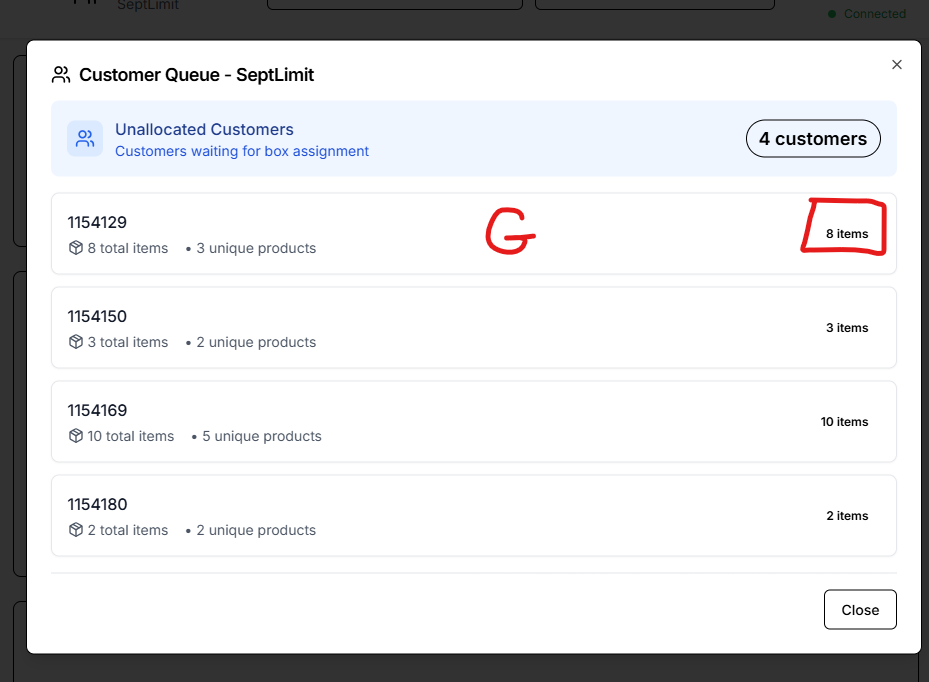 SeptLimit
Connected
Customer Queue - SeptLimit
Unallocated Customers
Customers waiting for box assignment
4 customers
1154129
8 total items • 3 unique products
G
8 items
1154150
3 total items • 2 unique products
3 items
1154169
10 total items • 5 unique products
10 items
1154180
2 total items • 2 unique products
2 items
Close